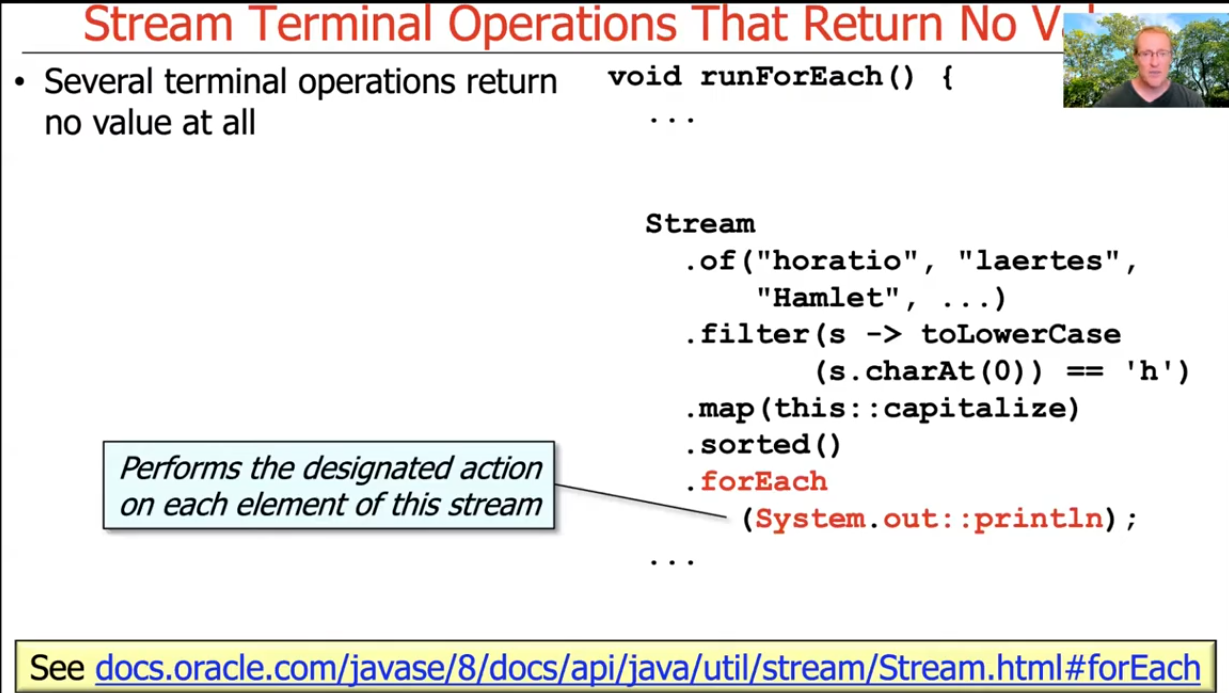 Stream Terminal Operations That Return No
• Several terminal operations return
no value at all
void runForEach() {
...
Stream
.of("horatio", "laertes",
"Hamlet", ...)
.filter(s -> toLowerCase
(s.charAt(0)) == 'h')
.map(this::capitalize)
.sorted()
.forEach
(System.out::println);
...
Performs the designated action
on each element of this stream
See docs.oracle.com/javase/8/docs/api/java/util/stream/Stream.html#forEach